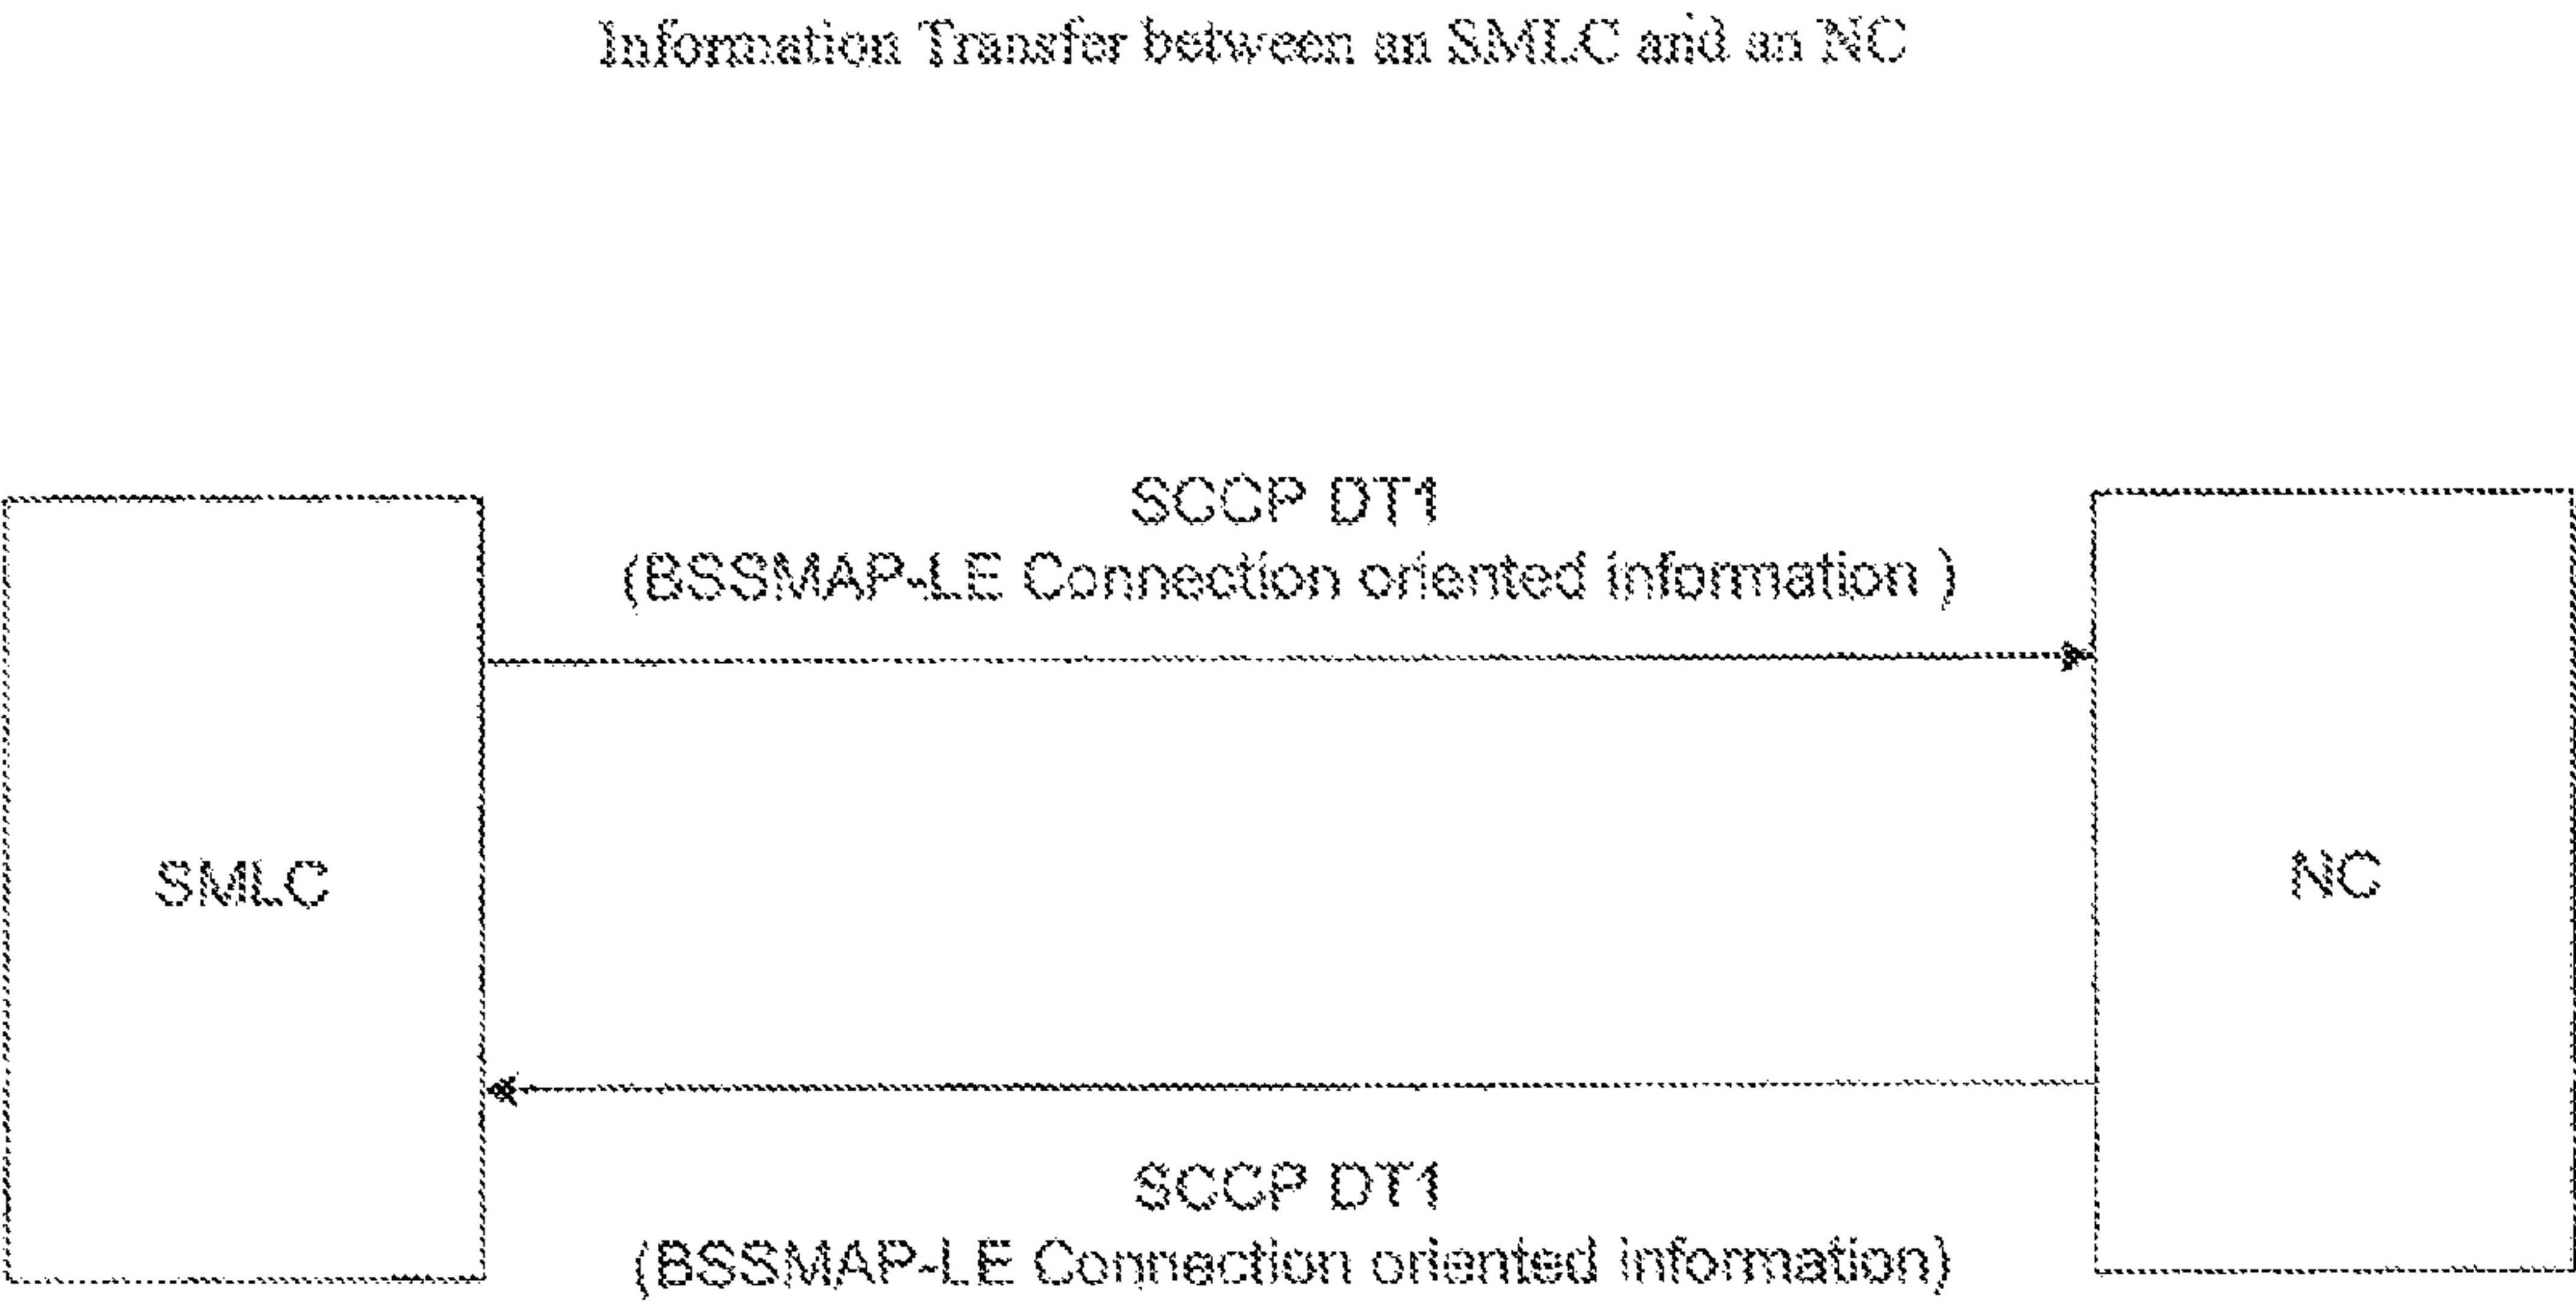 Information Transfer between an SMLC and an NC
SCCP DT1
(BSSMAP-LE Connection oriented information )
SMLC
NC
SCCP DT1
(BSSMAP-LE Connection oriented information)